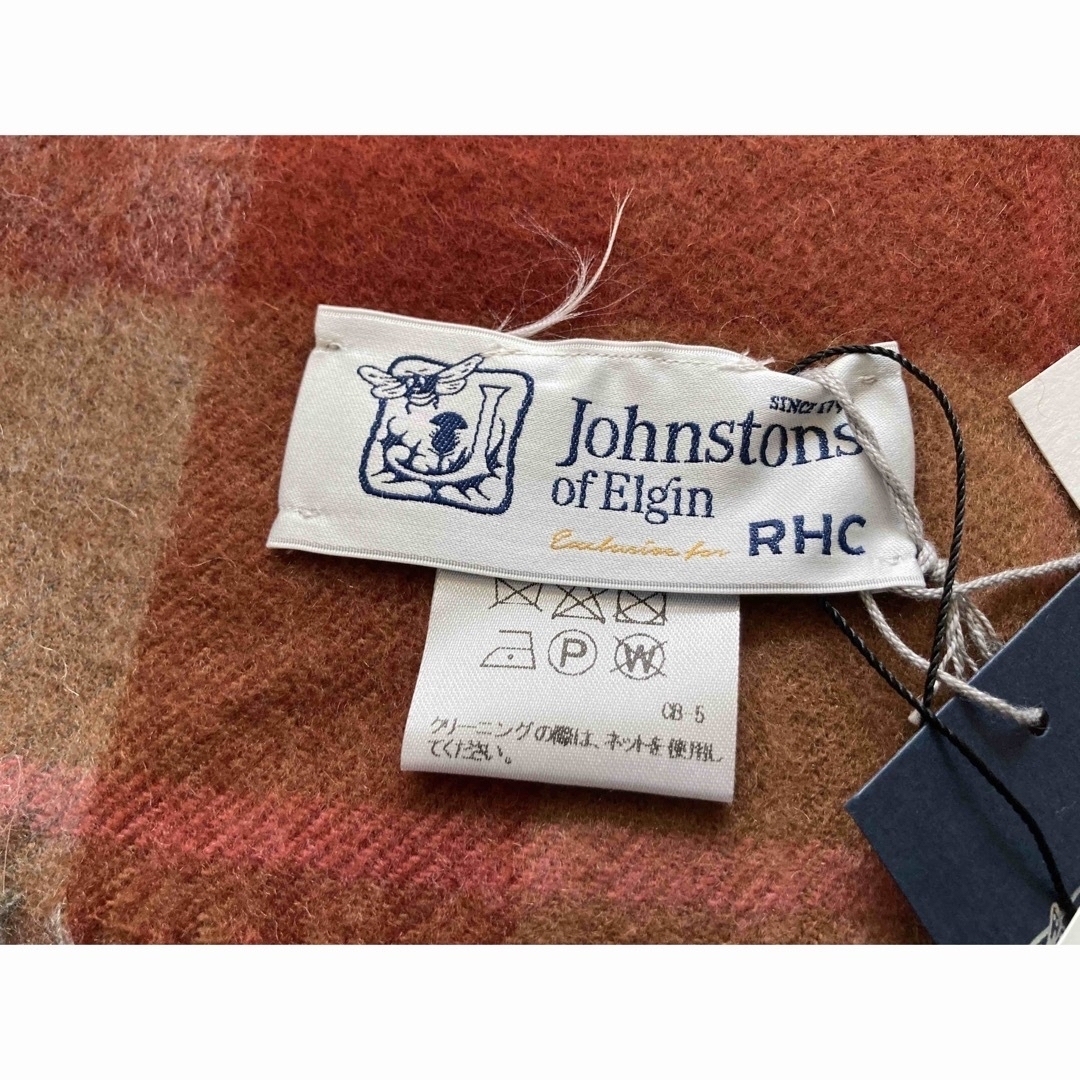 SINCE 179
Johnstons
of Elgin
Exclusive for RHC
P W
CB-5
クリーニングの際は、ネットを使用し
てください。